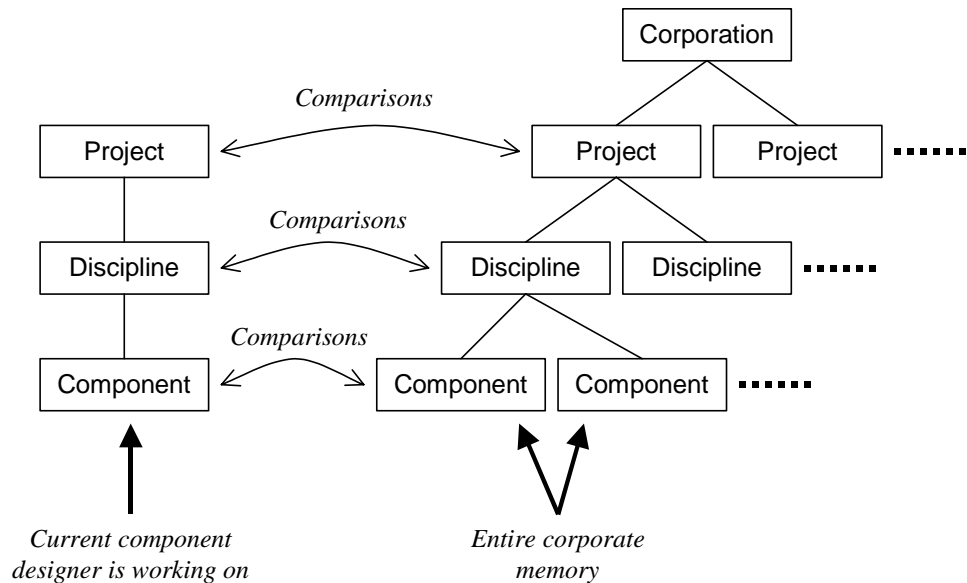 Corporation
Comparisons
Project
Project
Project
Comparisons
Discipline
Discipline
Discipline
Comparisons
Component
Component
Component
Current component
designer is working on
Entire corporate
memory